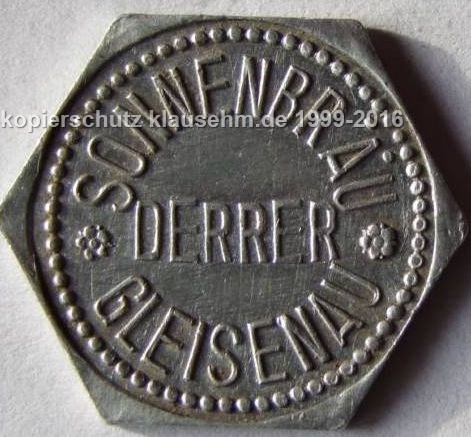 SONNENBRÄU
kopierschutz klausehm.de 1999-2016
DERRER
GLEISENAU